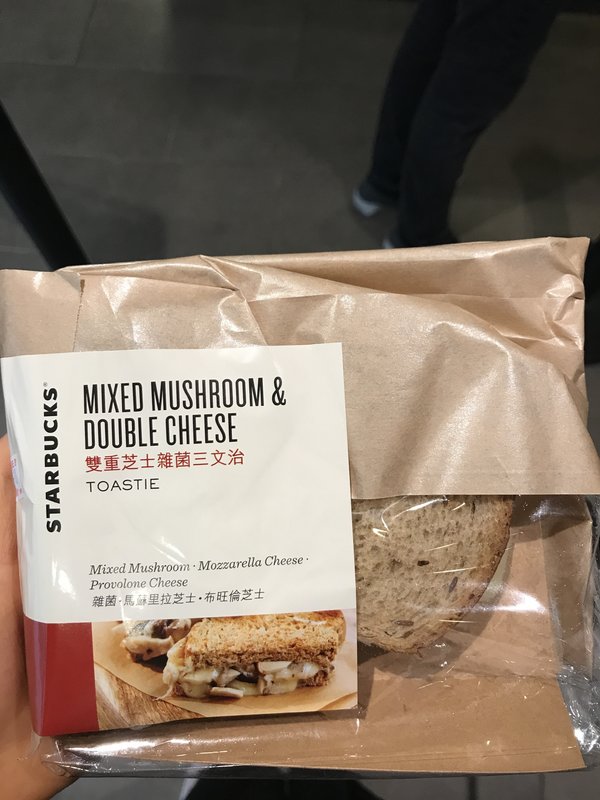 STARBUCKS®
MIXED MUSHROOM &
DOUBLE CHEESE
雙重芝士雜菌三文治
TOASTIE
Mixed Mushroom · Mozzarella Cheese ·
Provolone Cheese
雜菌·馬蘇里拉芝士·布旺倫芝士